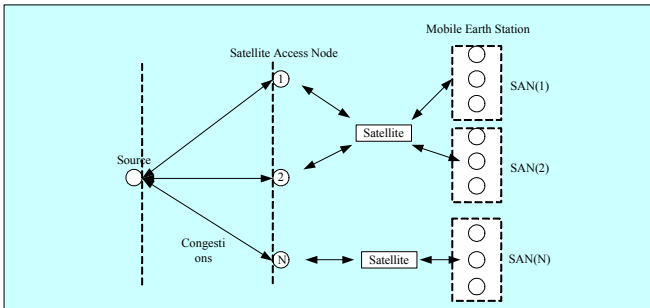 Mobile Earth Station
Satellite Access Node
1
SAN(1)
Satellite
Source
2
SAN(2)
Congesti
ons
N
Satellite
SAN(N)